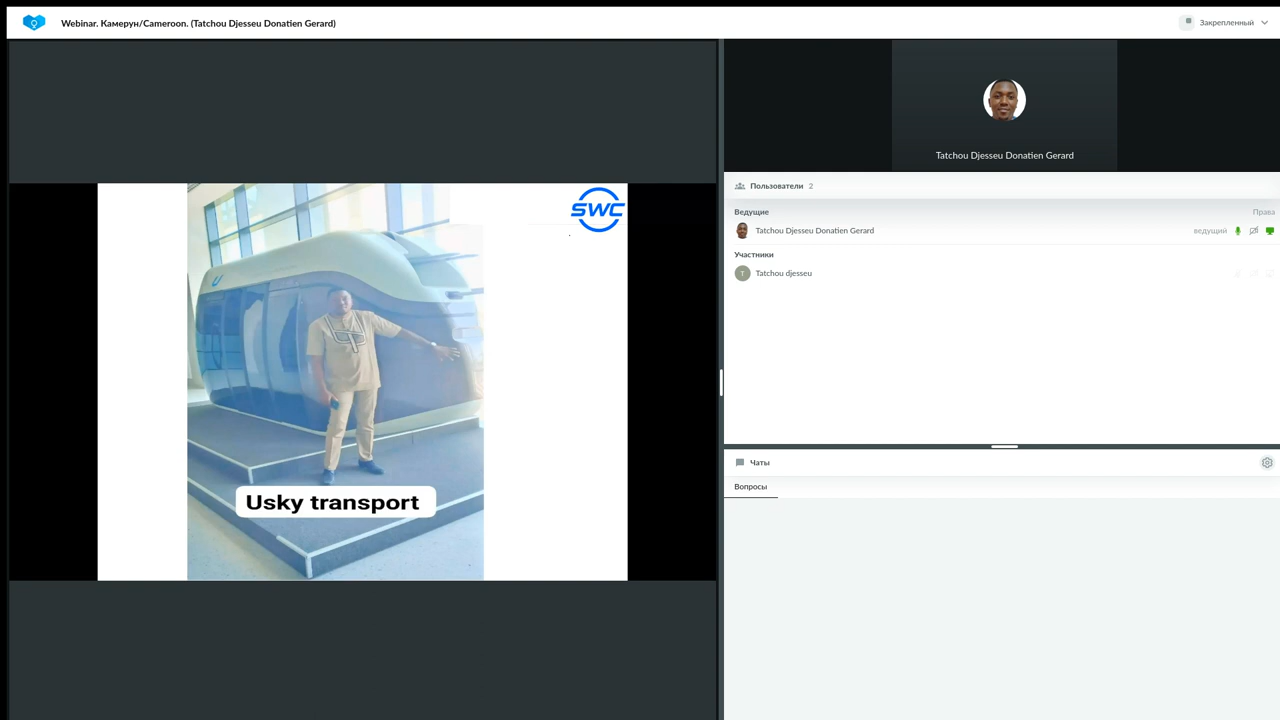 Webinar. Камерун/Cameroon. (Tatchou Djesseu Donatien Gerard)
Закрепленный
SWC
Usky transport
Tatchou Djesseu Donatien Gerard
Пользователи 2
Ведущие Права
Tatchou Djesseu Donatien Gerard ведущий
Участники
T Tatchou djesseu
Чаты
Вопросы